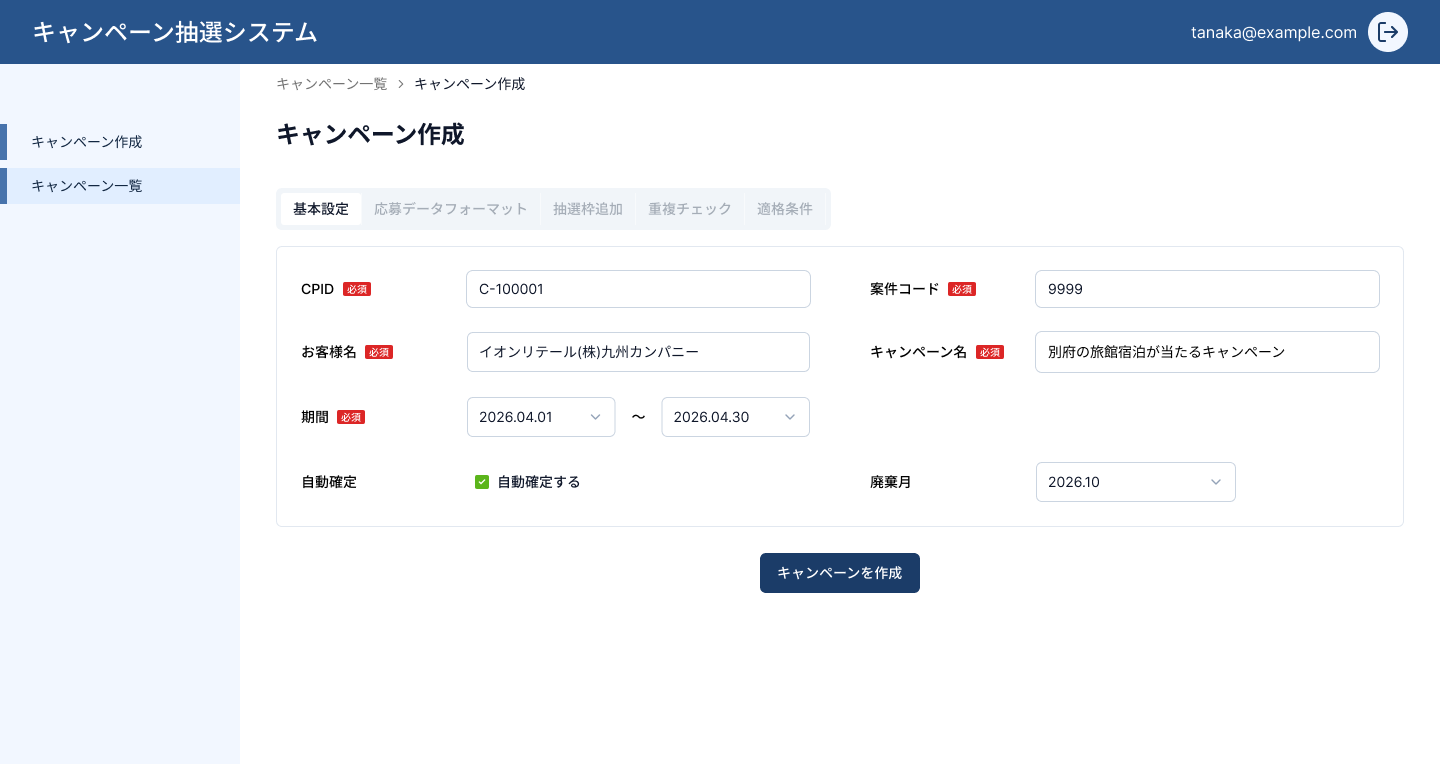 キャンペーン抽選システム
tanaka@example.com
キャンペーン作成
キャンペーン一覧
キャンペーン一覧 > キャンペーン作成
キャンペーン作成
基本設定 応募データフォーマット 抽選枠追加 重複チェック 適格条件
CPID 必須 C-100001 案件コード 必須 9999
お客様名 必須 イオンリテール(株)九州カンパニー キャンペーン名 必須 別府の旅館宿泊が当たるキャンペーン
期間 必須 2026.04.01 〜 2026.04.30
自動確定 自動確定する 廃棄月 2026.10
キャンペーンを作成